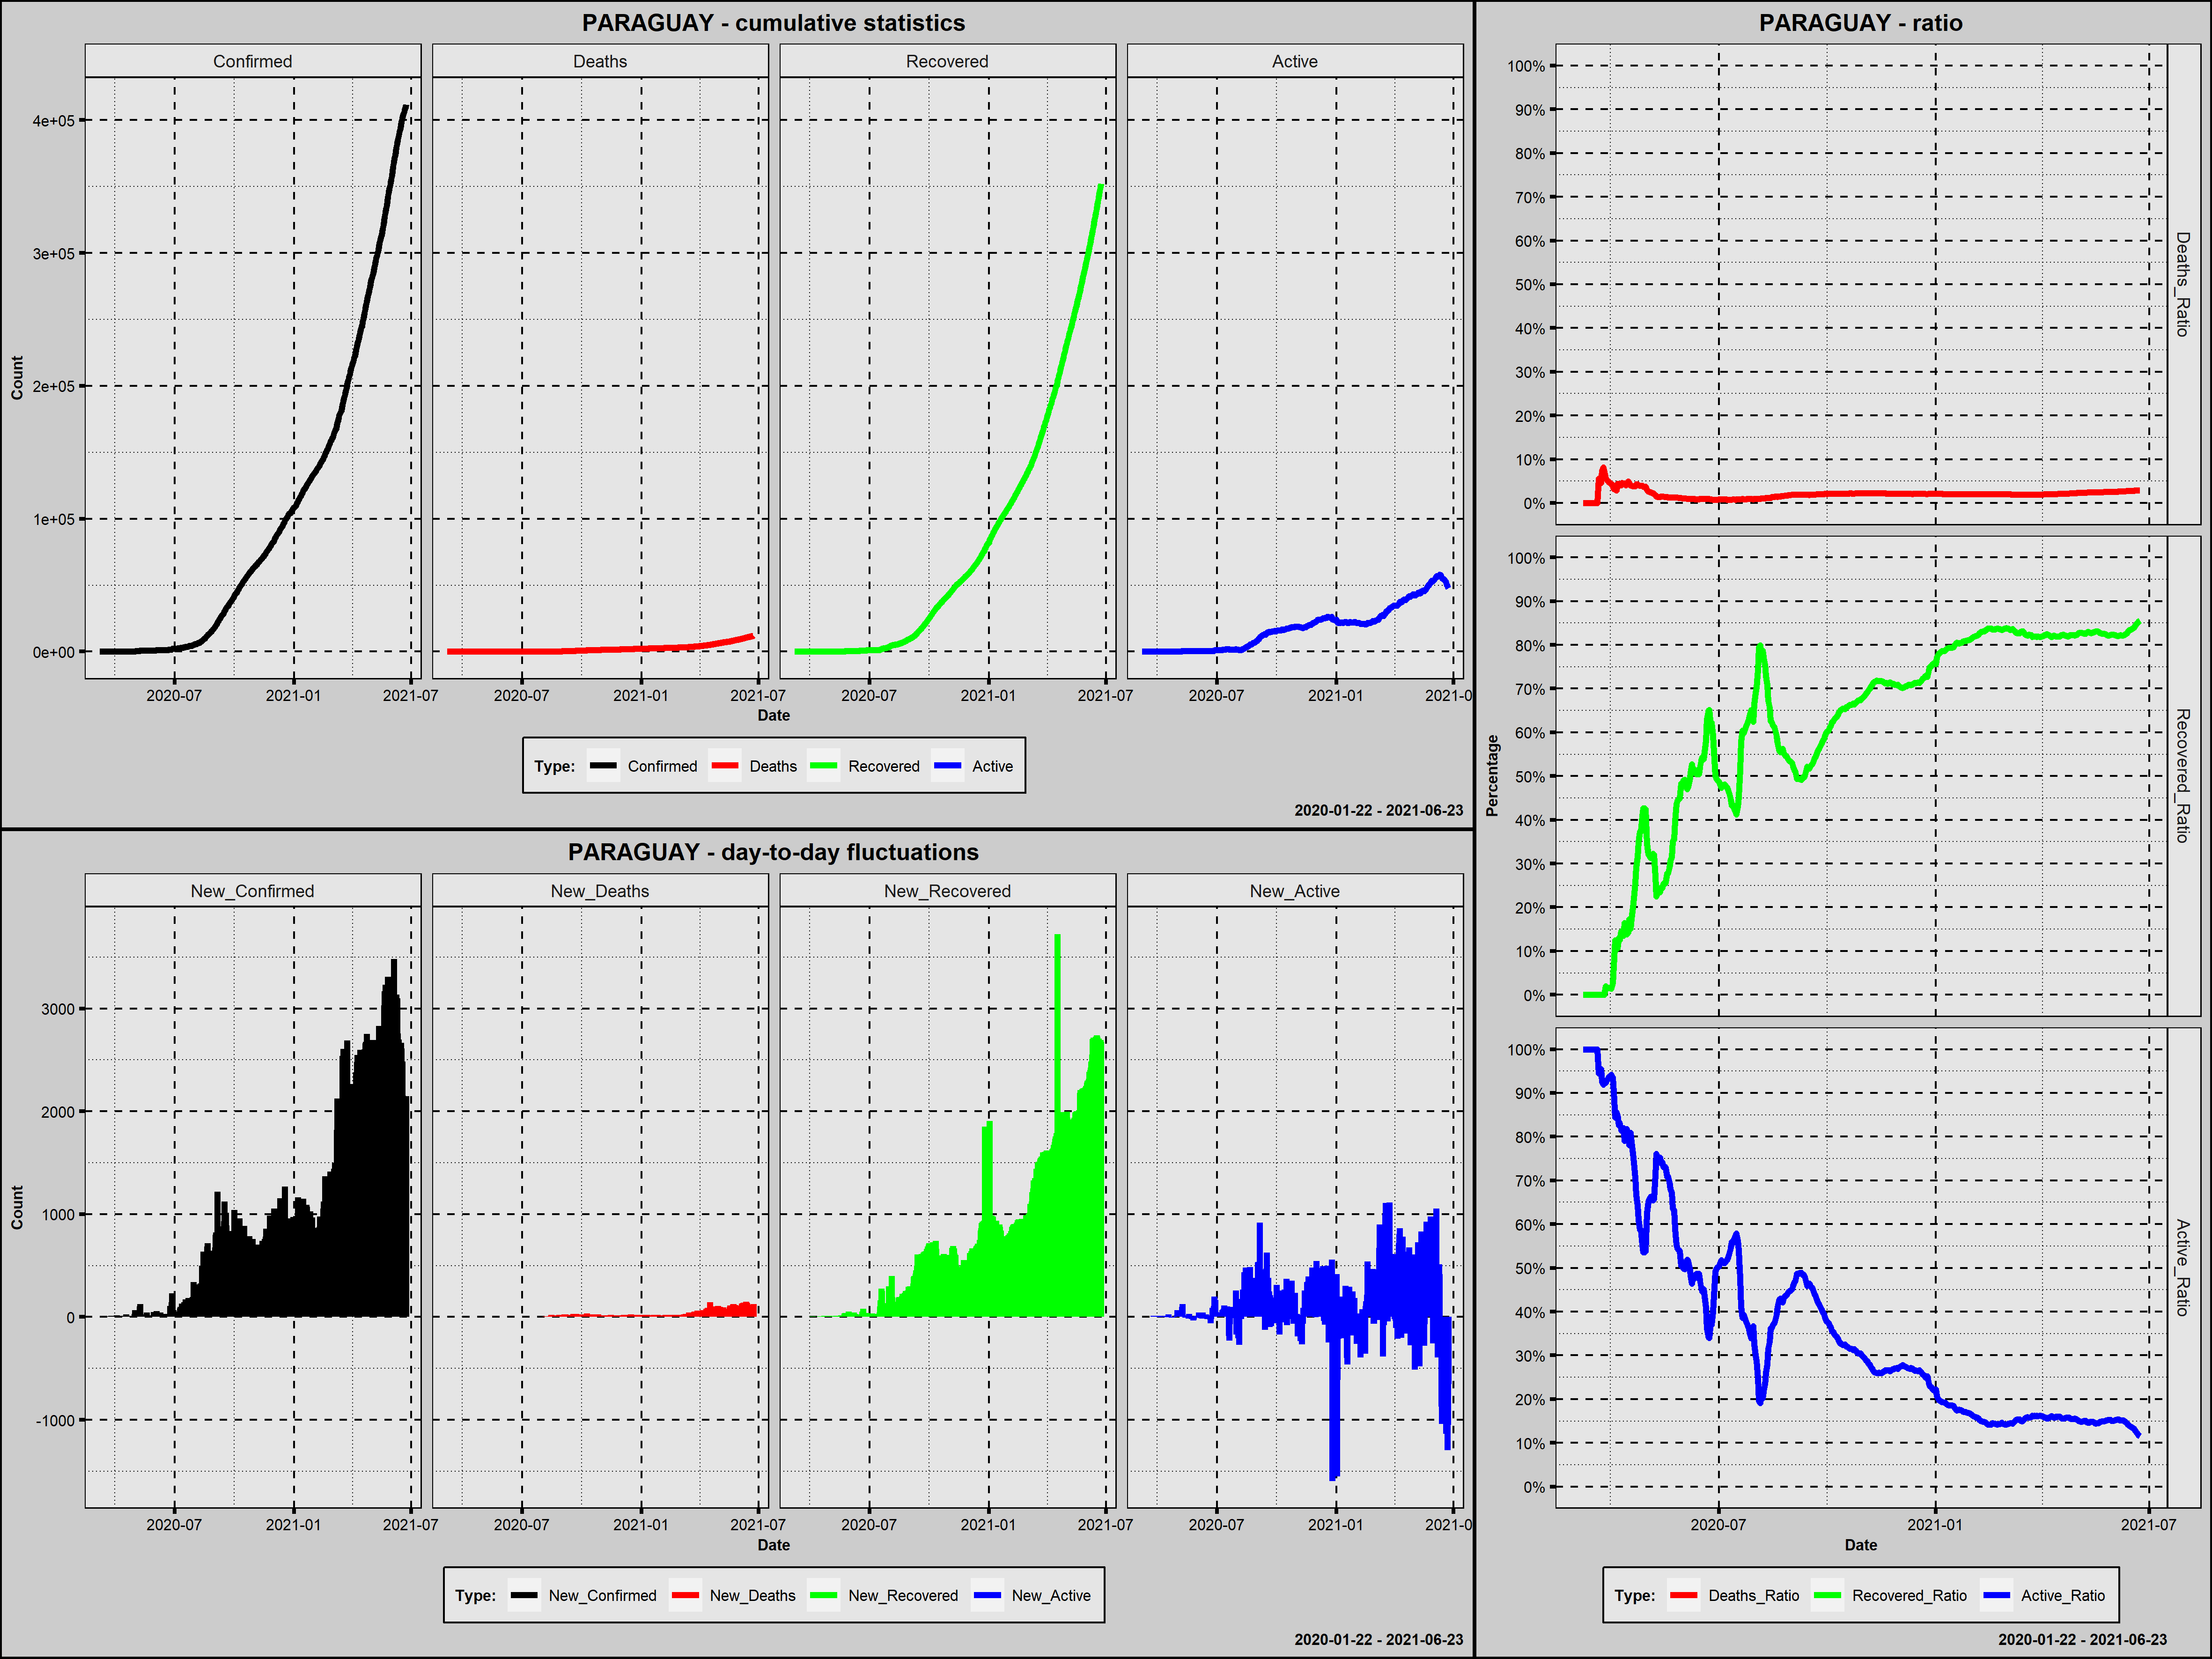 PARAGUAY - cumulative statistics
Confirmed Deaths Recovered Active
4e+05
3e+05
2e+05
1e+05
0e+00
Count
2020-07 2021-01 2021-07 2020-07 2021-01 2021-07 2020-07 2021-01 2021-07 2020-07 2021-01 2021-0
Date
Type: Confirmed Deaths Recovered Active
2020-01-22 - 2021-06-23
PARAGUAY - day-to-day fluctuations
New_Confirmed New_Deaths New_Recovered New_Active
3000
2000
1000
0
-1000
Count
2020-07 2021-01 2021-07 2020-07 2021-01 2021-07 2020-07 2021-01 2021-07 2020-07 2021-01 2021-0
Date
Type: New_Confirmed New_Deaths New_Recovered New_Active
2020-01-22 - 2021-06-23
PARAGUAY - ratio
100%
90%
80%
70%
60%
50%
40%
30%
20%
10%
0%
Deaths_Ratio
100%
90%
80%
70%
60%
50%
40%
30%
20%
10%
0%
Recovered_Ratio
Percentage
100%
90%
80%
70%
60%
50%
40%
30%
20%
10%
0%
Active_Ratio
2020-07 2021-01 2021-07
Date
Type: Deaths_Ratio Recovered_Ratio Active_Ratio
2020-01-22 - 2021-06-23